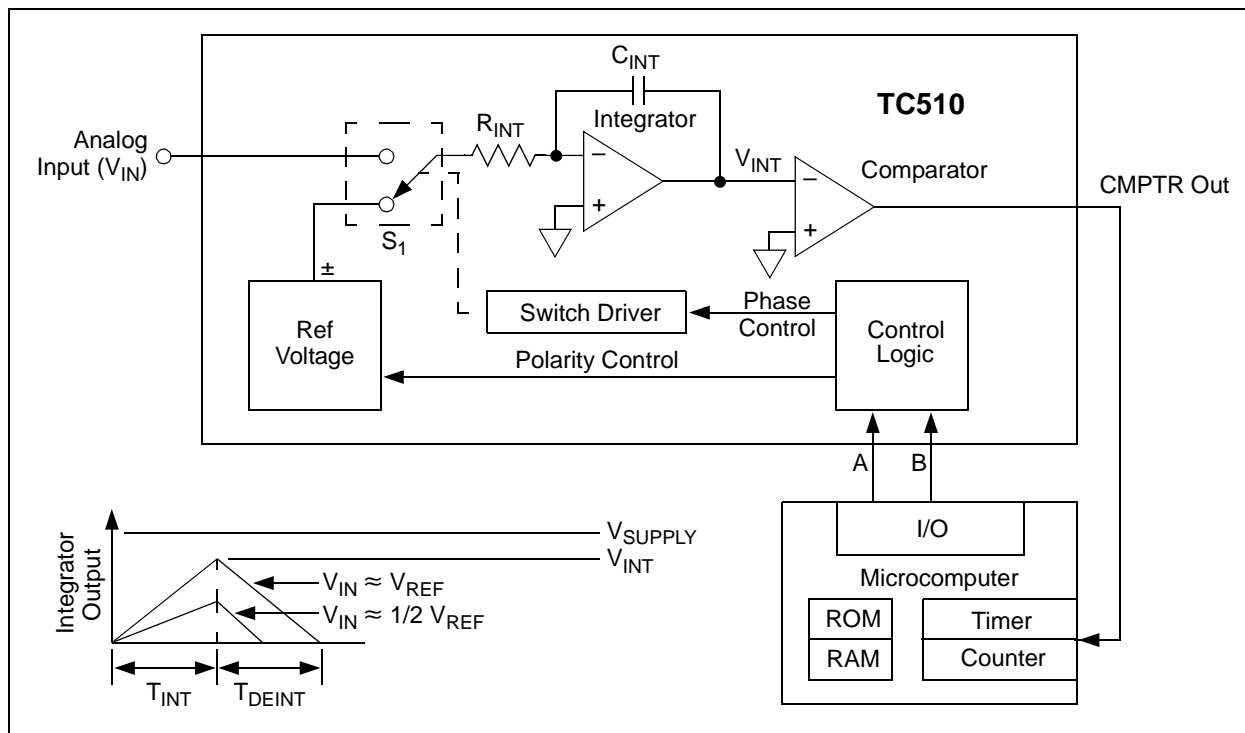 C_INT
TC510
Integrator
R_INT
Analog
Input (V_IN)
−
+
V_INT
−
+
Comparator
CMPTR Out
S_1
±
Ref
Voltage
Switch Driver
Phase
Control
Control
Logic
Polarity Control
A
B
I/O
Microcomputer
ROM
RAM
Timer
Counter
Integrator
Output
V_SUPPLY
V_INT
V_IN ≈ V_REF
V_IN ≈ 1/2 V_REF
T_INT
T_DEINT